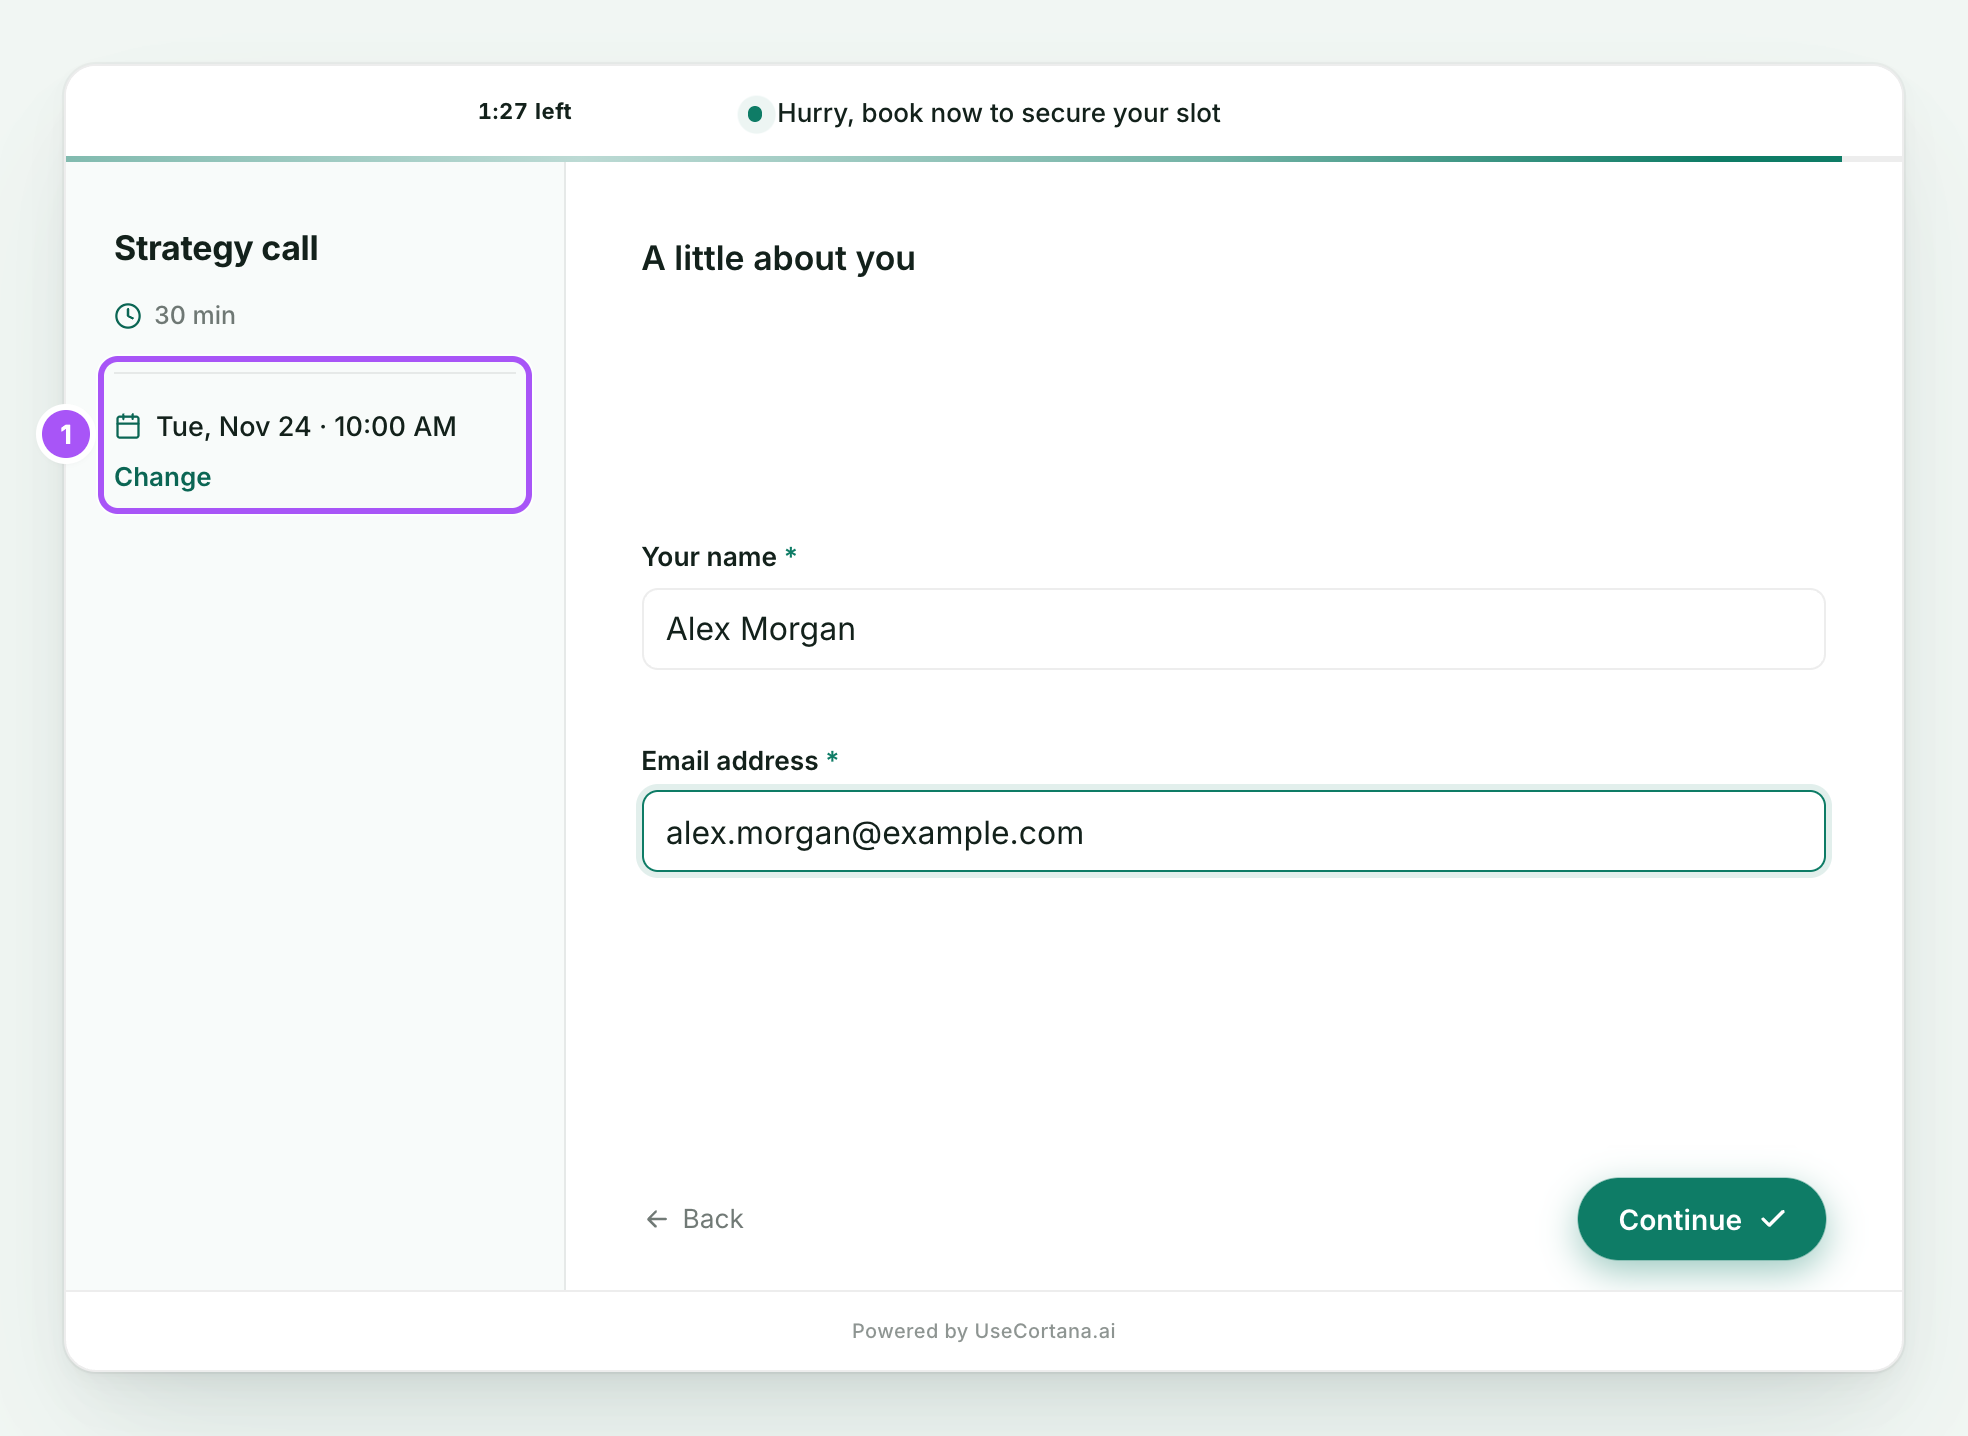 1:27 left
Hurry, book now to secure your slot
Strategy call
30 min
1
Tue, Nov 24 · 10:00 AM
Change
A little about you
Your name *
Alex Morgan
Email address *
alex.morgan@example.com
Back
Continue
Powered by UseCortana.ai